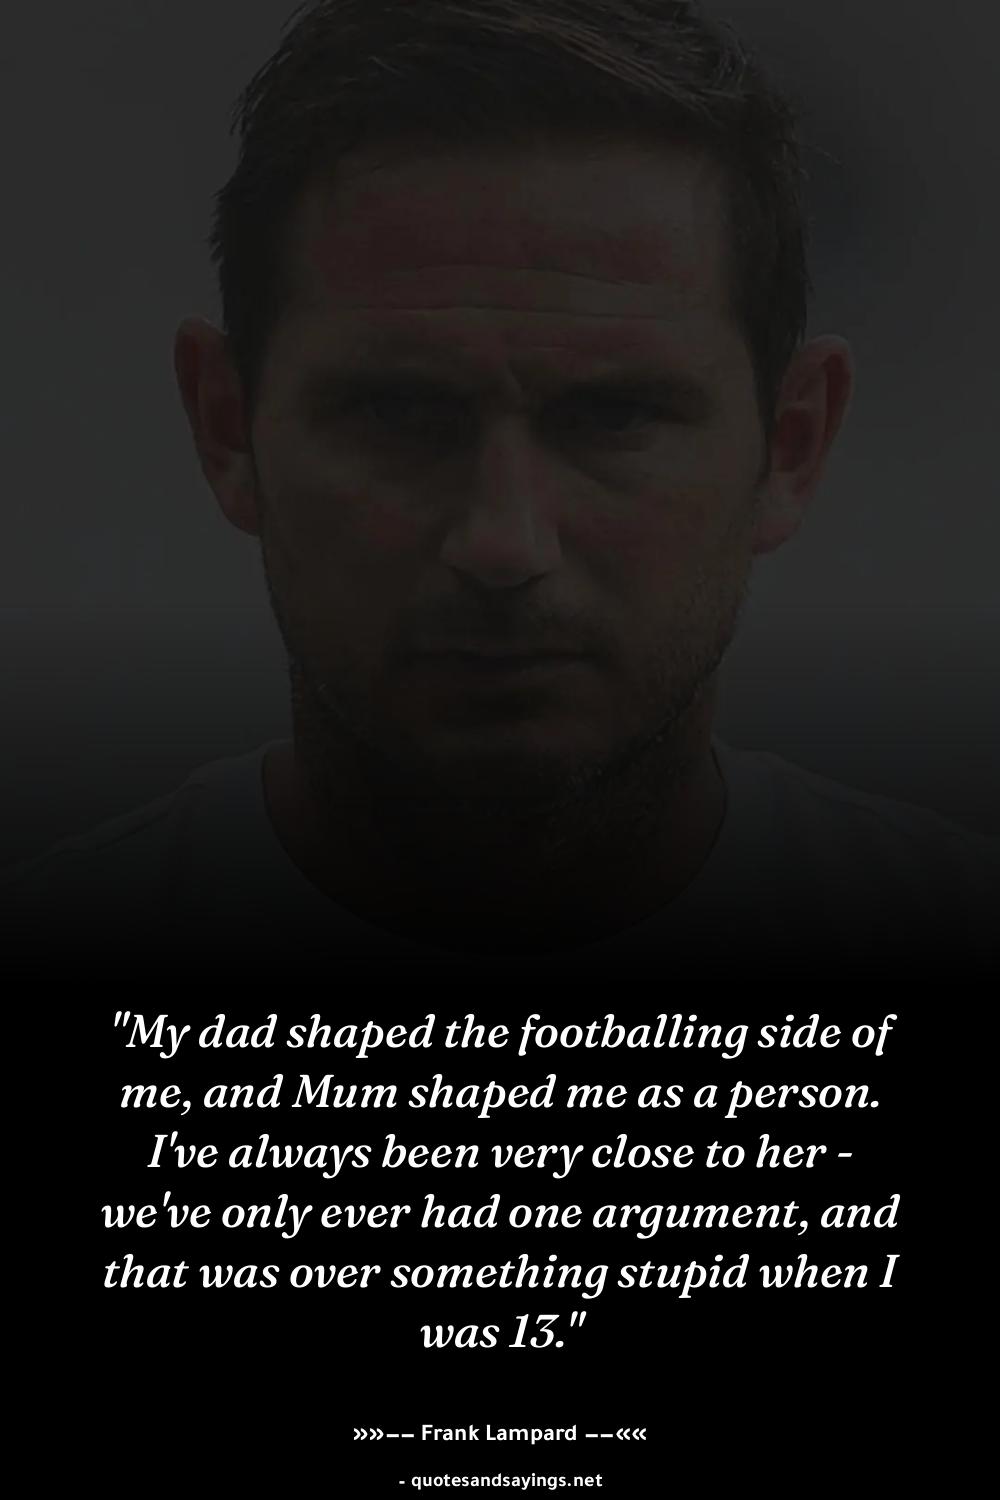 "My dad shaped the footballing side of
me, and Mum shaped me as a person.
I've always been very close to her -
we've only ever had one argument, and
that was over something stupid when I
was 13."
»»–– Frank Lampard ––««
- quotesandsayings.net